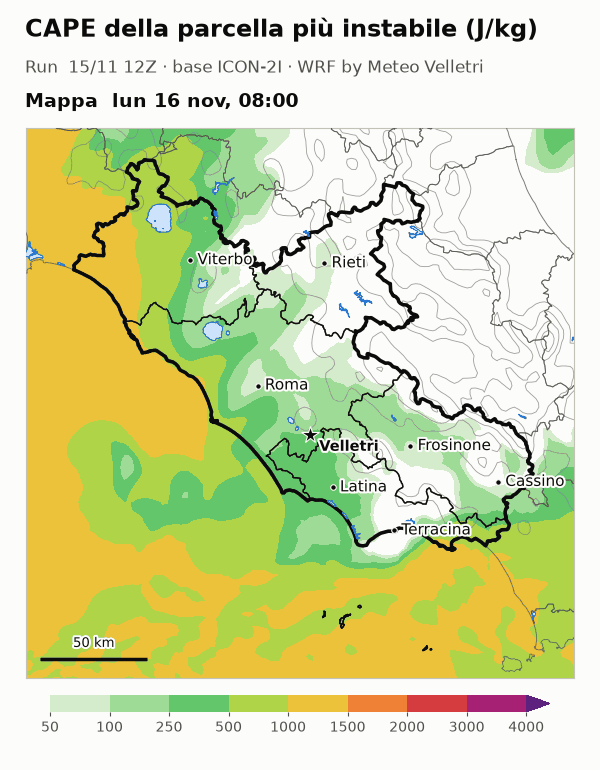 CAPE della parcella più instabile (J/kg)
Run  15/11 12Z · base ICON-2I · WRF by Meteo Velletri
Mappa  lun 16 nov, 08:00
Viterbo
Rieti
Roma
Velletri
Frosinone
Cassino
Latina
Terracina
50 km
50 100 250 500 1000 1500 2000 3000 4000